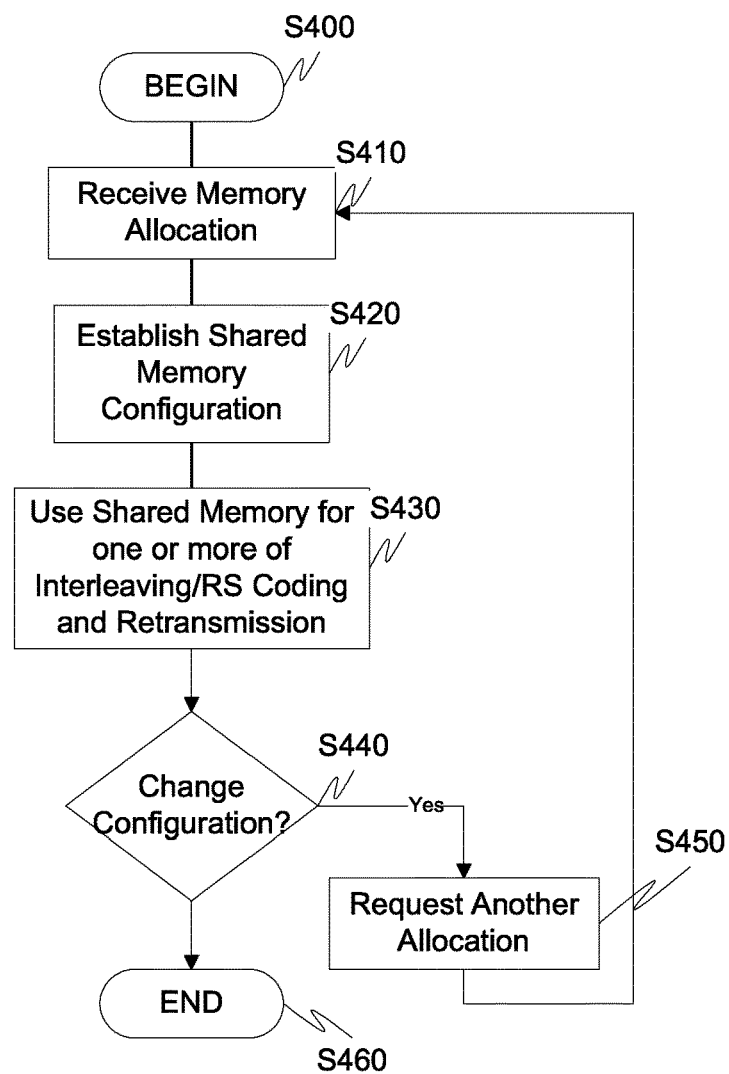 S400
BEGIN
S410
Receive Memory
Allocation
S420
Establish Shared
Memory
Configuration
S430
Use Shared Memory for
one or more of
Interleaving/RS Coding
and Retransmission
S440
Change
Configuration?
Yes
S450
Request Another
Allocation
END
S460